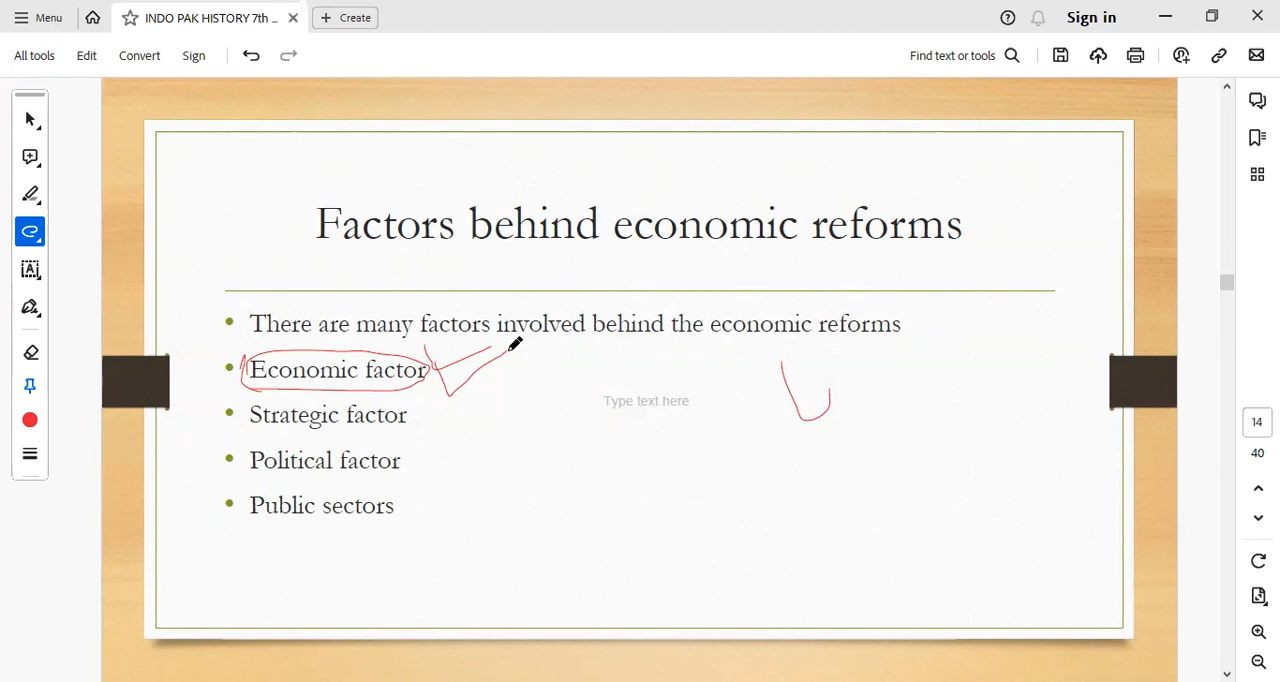 Menu
INDO PAK HISTORY 7th ...
Create
Sign in
All tools Edit Convert Sign
Find text or tools
Factors behind economic reforms
• There are many factors involved behind the economic reforms
• Economic factor
Type text here
• Strategic factor
• Political factor
• Public sectors
14
40